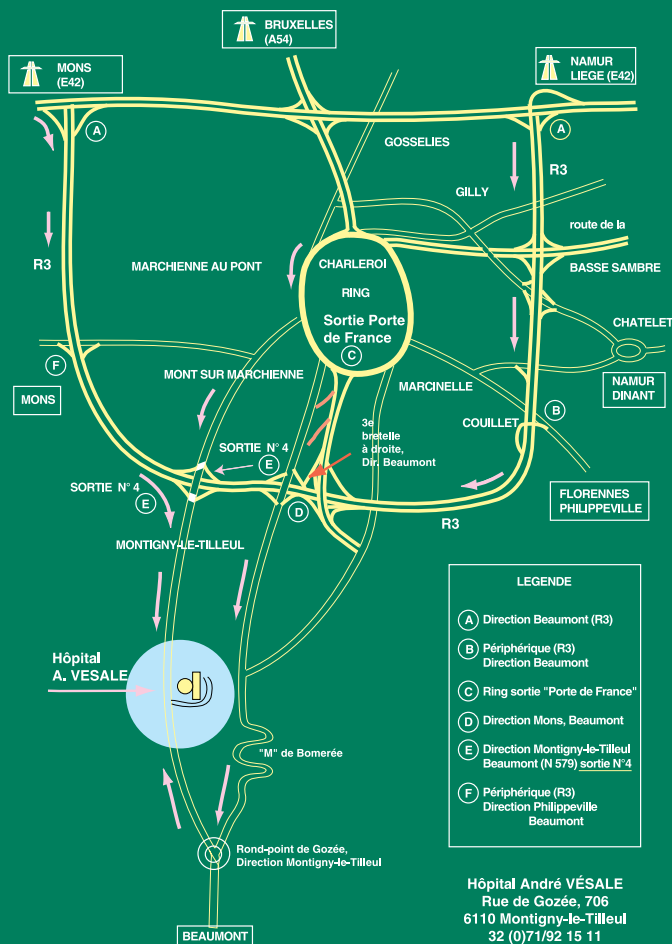 BRUXELLES
(A54)
MONS
(E42)
NAMUR
LIEGE (E42)
A
A
GOSSELIES
R3
GILLY
route de la
R3
MARCHIENNE AU PONT
CHARLEROI
RING
BASSE SAMBRE
Sortie Porte
de France
C
CHATELET
F
MONT SUR MARCHIENNE
MARCINELLE
NAMUR
DINANT
MONS
B
COUILLET
3e
bretelle
à droite,
Dir. Beaumont
SORTIE N° 4
E
SORTIE N° 4
E
D
FLORENNES
PHILIPPEVILLE
R3
MONTIGNY-LE-TILLEUL
LEGENDE
A Direction Beaumont (R3)
B Périphérique (R3)
Direction Beaumont
C Ring sortie "Porte de France"
D Direction Mons, Beaumont
E Direction Montigny-le-Tilleul
Beaumont (N 579) sortie N°4
F Périphérique (R3)
Direction Philippeville
Beaumont
Hôpital
A. VESALE
"M" de Bomerée
Rond-point de Gozée,
Direction Montigny-le-Tilleul
BEAUMONT
Hôpital André VÉSALE
Rue de Gozée, 706
6110 Montigny-le-Tilleul
32 (0)71/92 15 11